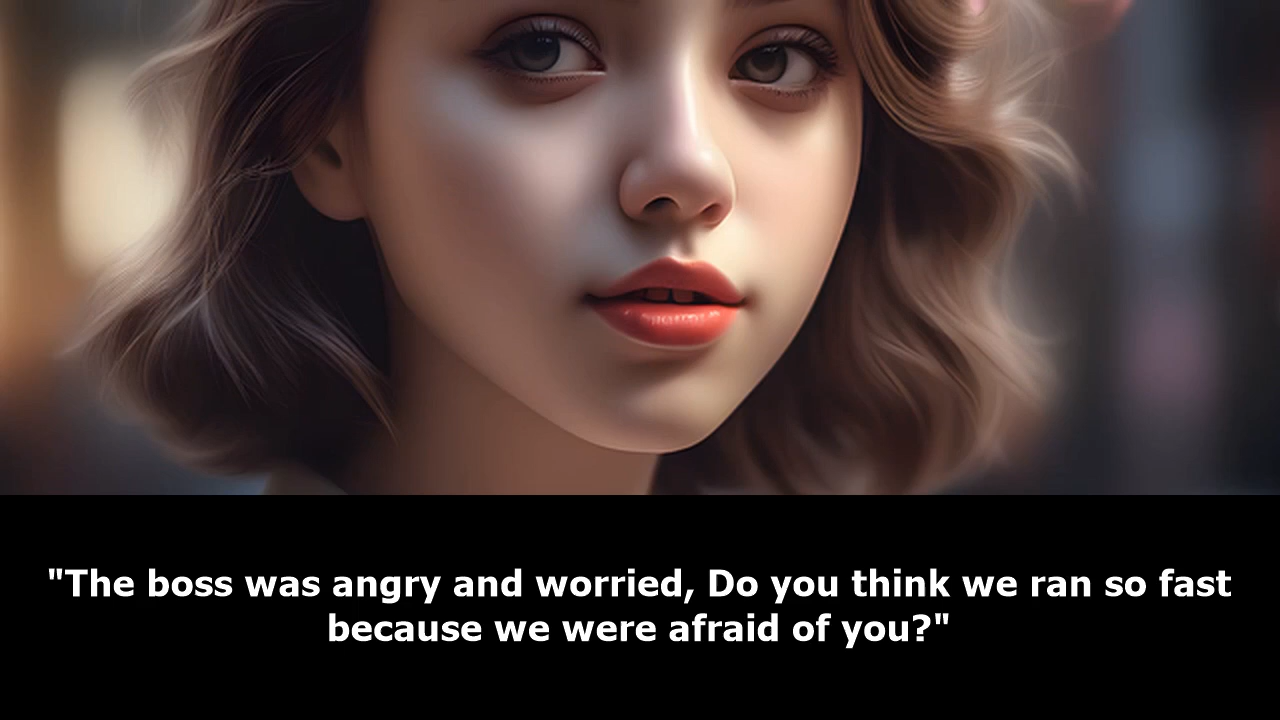 "The boss was angry and worried, Do you think we ran so fast
because we were afraid of you?"